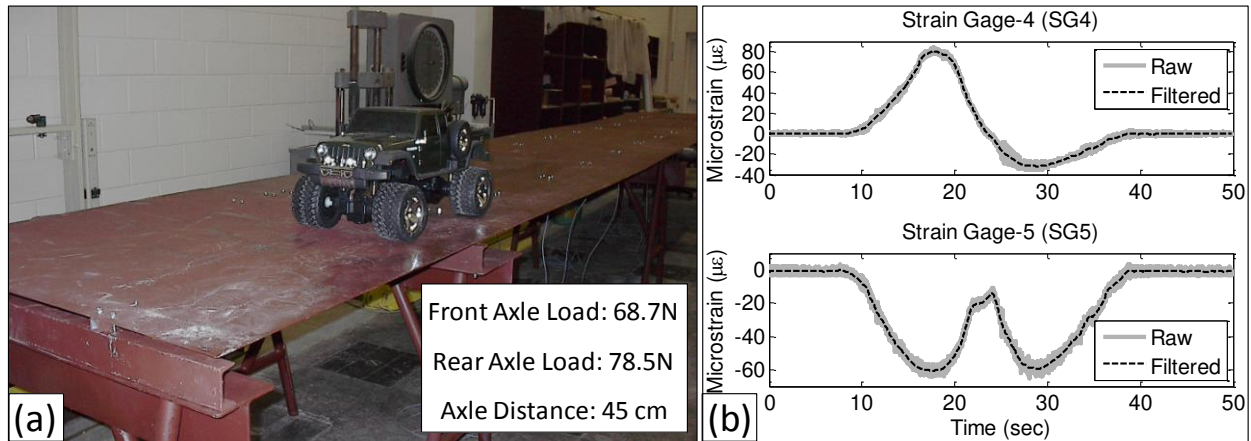 Front Axle Load: 68.7N
Rear Axle Load: 78.5N
Axle Distance: 45 cm
(a)
Strain Gage-4 (SG4)
Microstrain (με)
80
60
40
20
0
-20
-40
0 10 20 30 40 50
Raw
Filtered
Strain Gage-5 (SG5)
Microstrain (με)
0
-20
-40
-60
0 10 20 30 40 50
Raw
Filtered
Time (sec)
(b)